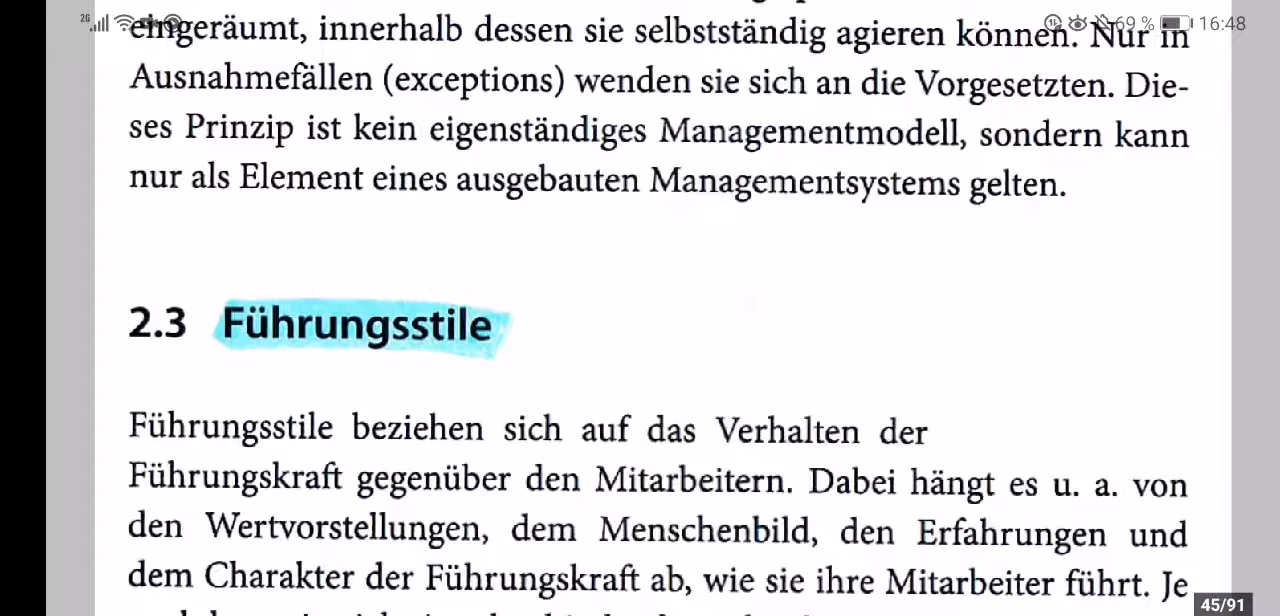 26 69 % 16:48
eingeräumt, innerhalb dessen sie selbstständig agieren können. Nur in
Ausnahmefällen (exceptions) wenden sie sich an die Vorgesetzten. Die-
ses Prinzip ist kein eigenständiges Managementmodell, sondern kann
nur als Element eines ausgebauten Managementsystems gelten.
2.3 Führungsstile
Führungsstile beziehen sich auf das Verhalten der
Führungskraft gegenüber den Mitarbeitern. Dabei hängt es u. a. von
den Wertvorstellungen, dem Menschenbild, den Erfahrungen und
dem Charakter der Führungskraft ab, wie sie ihre Mitarbeiter führt. Je
45/91